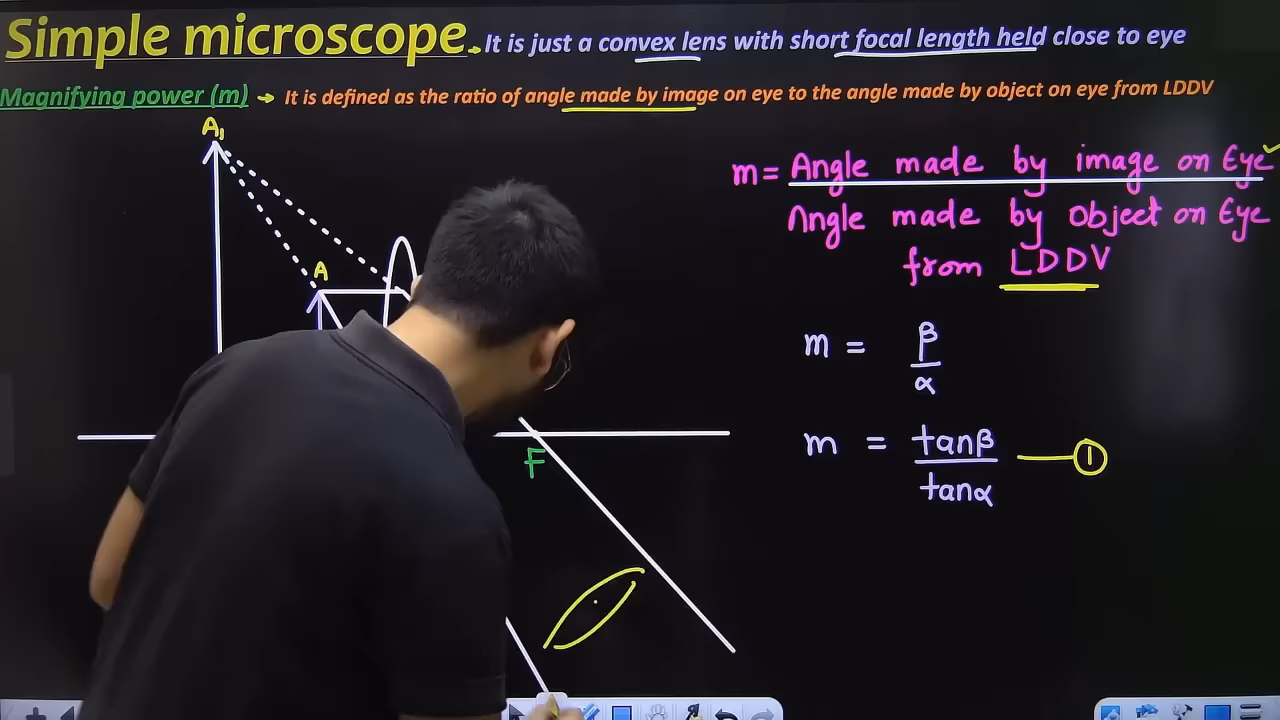 Simple microscope. It is just a convex lens with short focal length held close to eye
Magnifying power (m) → It is defined as the ratio of angle made by image on eye to the angle made by object on eye from LDDV
A₁
m = Angle made by image on Eye
Angle made by Object on Eye
from LDDV
A
m = β
α
F
m = tanβ ① 
tanα